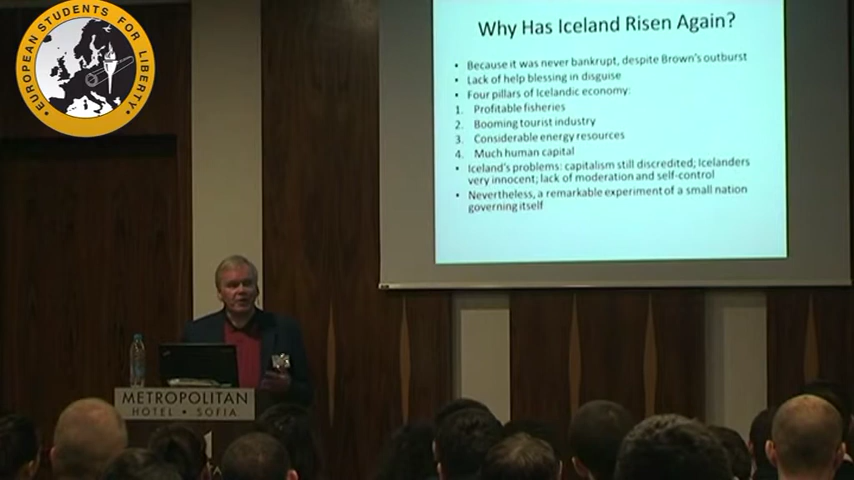 EUROPEAN STUDENTS FOR LIBERTY
Why Has Iceland Risen Again?
• Because it was never bankrupt, despite Brown's outburst
• Lack of help blessing in disguise
• Four pillars of Icelandic economy:
1. Profitable fisheries
2. Booming tourist industry
3. Considerable energy resources
4. Much human capital
• Iceland's problems: capitalism still discredited; Icelanders
very innocent; lack of moderation and self-control
• Nevertheless, a remarkable experiment of a small nation
governing itself
METROPOLITAN
HOTEL • SOFIA